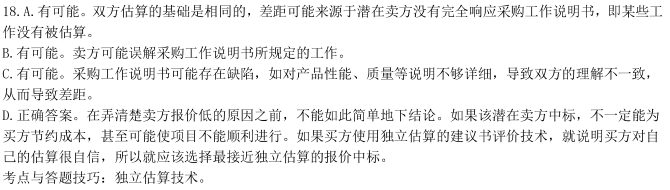 18. A. 有可能。双方估算的基础是相同的，差距可能来源于潜在卖方没有完全响应采购工作说明书，即某些工
作没有被估算。
B. 有可能。卖方可能误解采购工作说明书所规定的工作。
C. 有可能。采购工作说明书可能存在缺陷，如对产品性能、质量等说明不够详细，导致双方的理解不一致，
从而导致差距。
D. 正确答案。在弄清楚卖方报价低的原因之前，不能如此简单地下结论。如果该潜在卖方中标，不一定能为
买方节约成本，甚至可能使项目不能顺利进行。如果买方使用独立估算的建议书评价技术，就说明买方对自
己的估算很自信，所以就应该选择最接近独立估算的报价中标。
考点与答题技巧：独立估算技术。